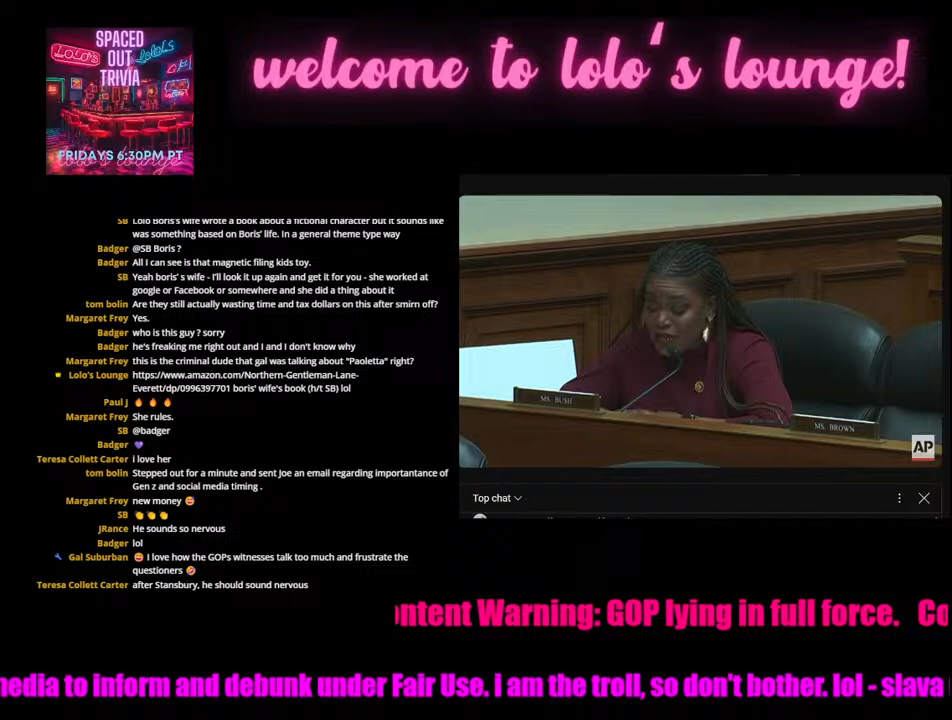 SPACED
OUT
TRIVIA
LOLO'S
LOLO'S
FRIDAYS 6:30PM PT
lolo's lounge
welcome to lolo's lounge!
SB Lolo Boris's wife wrote a book about a fictional character but it sounds like
was something based on Boris' life. In a general theme type way
Badger @SB Boris ?
Badger All I can see is that magnetic filing kids toy.
SB Yeah boris' s wife - I'll look it up again and get it for you - she worked at
google or Facebook or somewhere and she did a thing about it
tom bolin Are they still actually wasting time and tax dollars on this after smirn off?
Margaret Frey Yes.
Badger who is this guy ? sorry
Badger he's freaking me right out and I and I don't know why
Margaret Frey this is the criminal dude that gal was talking about "Paoletta" right?
Lolo's Lounge https://www.amazon.com/Northern-Gentleman-Lane-
Everett/dp/0996397701 boris' wife's book (h/t SB) lol
Paul J 🔥 🔥 🔥
Margaret Frey She rules.
SB @badger
Badger 💜
Teresa Collett Carter i love her
tom bolin Stepped out for a minute and sent Joe an email regarding importantance of
Gen z and social media timing .
Margaret Frey new money 🥰
SB 👏 👏 👏
JRance He sounds so nervous
Badger lol
Gal Suburban 🥰 I love how the GOPs witnesses talk too much and frustrate the
questioners 🤣
Teresa Collett Carter after Stansbury, he should sound nervous
MS. BUSH
MS. BROWN
AP
Top chat
ontent Warning: GOP lying in full force. Co
nedia to inform and debunk under Fair Use. i am the troll, so don't bother. lol - slava